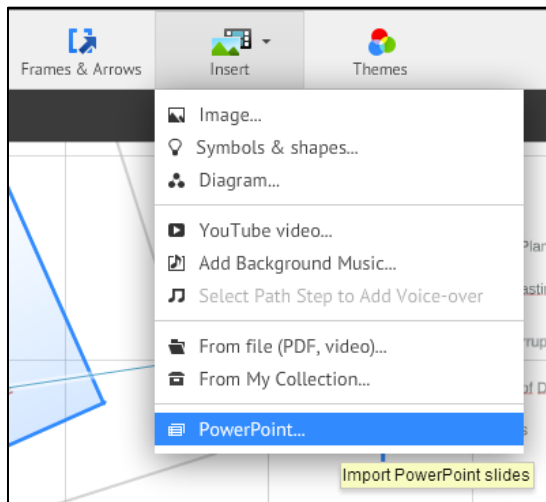 Frames & Arrows Insert Themes
Image...
Symbols & shapes...
Diagram...
YouTube video...
Add Background Music...
Select Path Step to Add Voice-over
From file (PDF, video)...
From My Collection...
PowerPoint...
Import PowerPoint slides